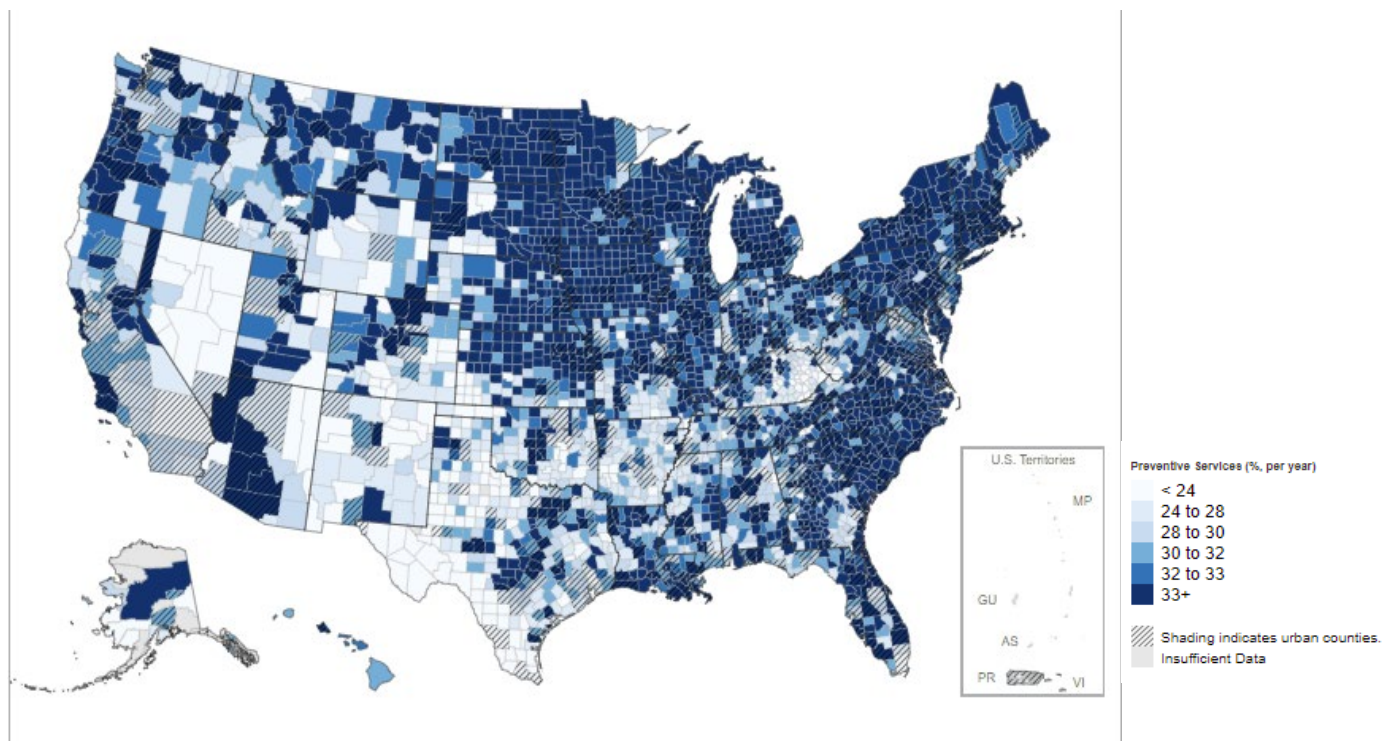 U.S. Territories
MP
GU
AS
PR
VI
Preventive Services (%, per year)
< 24
24 to 28
28 to 30
30 to 32
32 to 33
33+
Shading indicates urban counties.
Insufficient Data